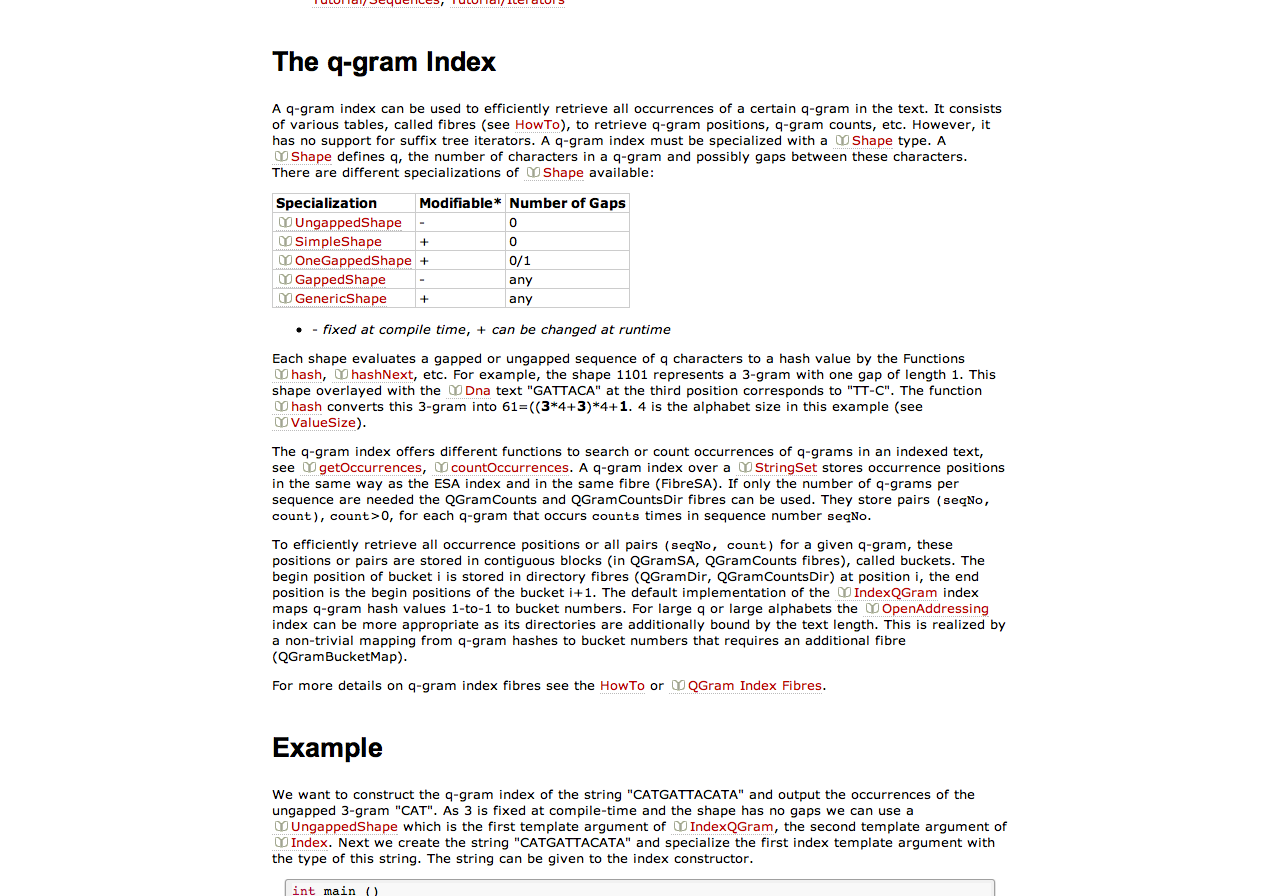 Tutorial/Sequences, Tutorial/Iterators
The q-gram Index
A q-gram index can be used to efficiently retrieve all occurrences of a certain q-gram in the text. It consists
of various tables, called fibres (see HowTo), to retrieve q-gram positions, q-gram counts, etc. However, it
has no support for suffix tree iterators. A q-gram index must be specialized with a Shape type. A
Shape defines q, the number of characters in a q-gram and possibly gaps between these characters.
There are different specializations of Shape available:
Specialization Modifiable* Number of Gaps
UngappedShape - 0
SimpleShape + 0
OneGappedShape + 0/1
GappedShape - any
GenericShape + any
• - fixed at compile time, + can be changed at runtime
Each shape evaluates a gapped or ungapped sequence of q characters to a hash value by the Functions
hash, hashNext, etc. For example, the shape 1101 represents a 3-gram with one gap of length 1. This
shape overlayed with the Dna text "GATTACA" at the third position corresponds to "TT-C". The function
hash converts this 3-gram into 61=((3*4+3)*4+1. 4 is the alphabet size in this example (see
ValueSize).
The q-gram index offers different functions to search or count occurrences of q-grams in an indexed text,
see getOccurrences, countOccurrences. A q-gram index over a StringSet stores occurrence positions
in the same way as the ESA index and in the same fibre (FibreSA). If only the number of q-grams per
sequence are needed the QGramCounts and QGramCountsDir fibres can be used. They store pairs (seqNo,
count), count>0, for each q-gram that occurs counts times in sequence number seqNo.
To efficiently retrieve all occurrence positions or all pairs (seqNo, count) for a given q-gram, these
positions or pairs are stored in contiguous blocks (in QGramSA, QGramCounts fibres), called buckets. The
begin position of bucket i is stored in directory fibres (QGramDir, QGramCountsDir) at position i, the end
position is the begin positions of the bucket i+1. The default implementation of the IndexQGram index
maps q-gram hash values 1-to-1 to bucket numbers. For large q or large alphabets the OpenAddressing
index can be more appropriate as its directories are additionally bound by the text length. This is realized by
a non-trivial mapping from q-gram hashes to bucket numbers that requires an additional fibre
(QGramBucketMap).
For more details on q-gram index fibres see the HowTo or QGram Index Fibres.
Example
We want to construct the q-gram index of the string "CATGATTACATA" and output the occurrences of the
ungapped 3-gram "CAT". As 3 is fixed at compile-time and the shape has no gaps we can use a
UngappedShape which is the first template argument of IndexQGram, the second template argument of
Index. Next we create the string "CATGATTACATA" and specialize the first index template argument with
the type of this string. The string can be given to the index constructor.
int main ()